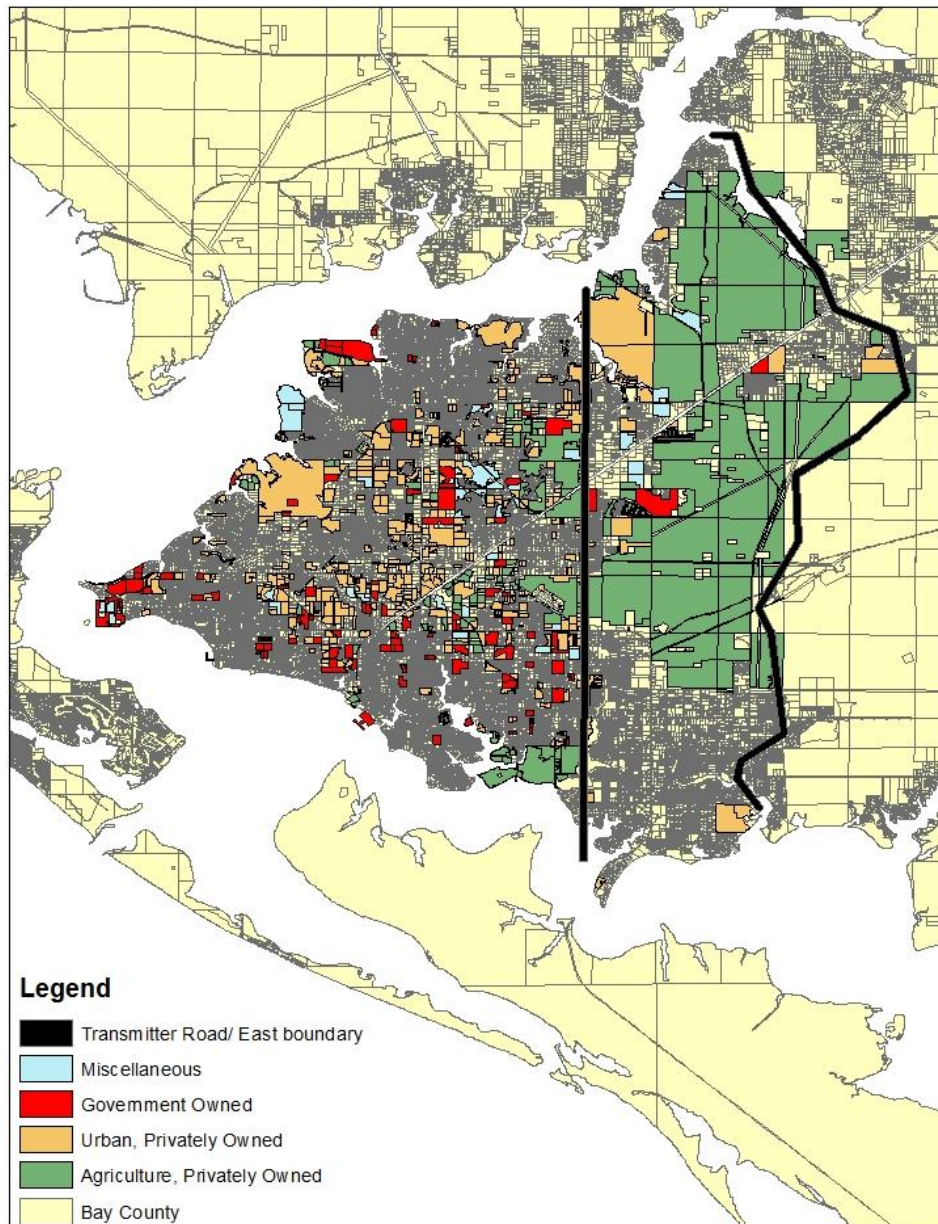 Legend
Transmitter Road/ East boundary
Miscellaneous
Government Owned
Urban, Privately Owned
Agriculture, Privately Owned
Bay County